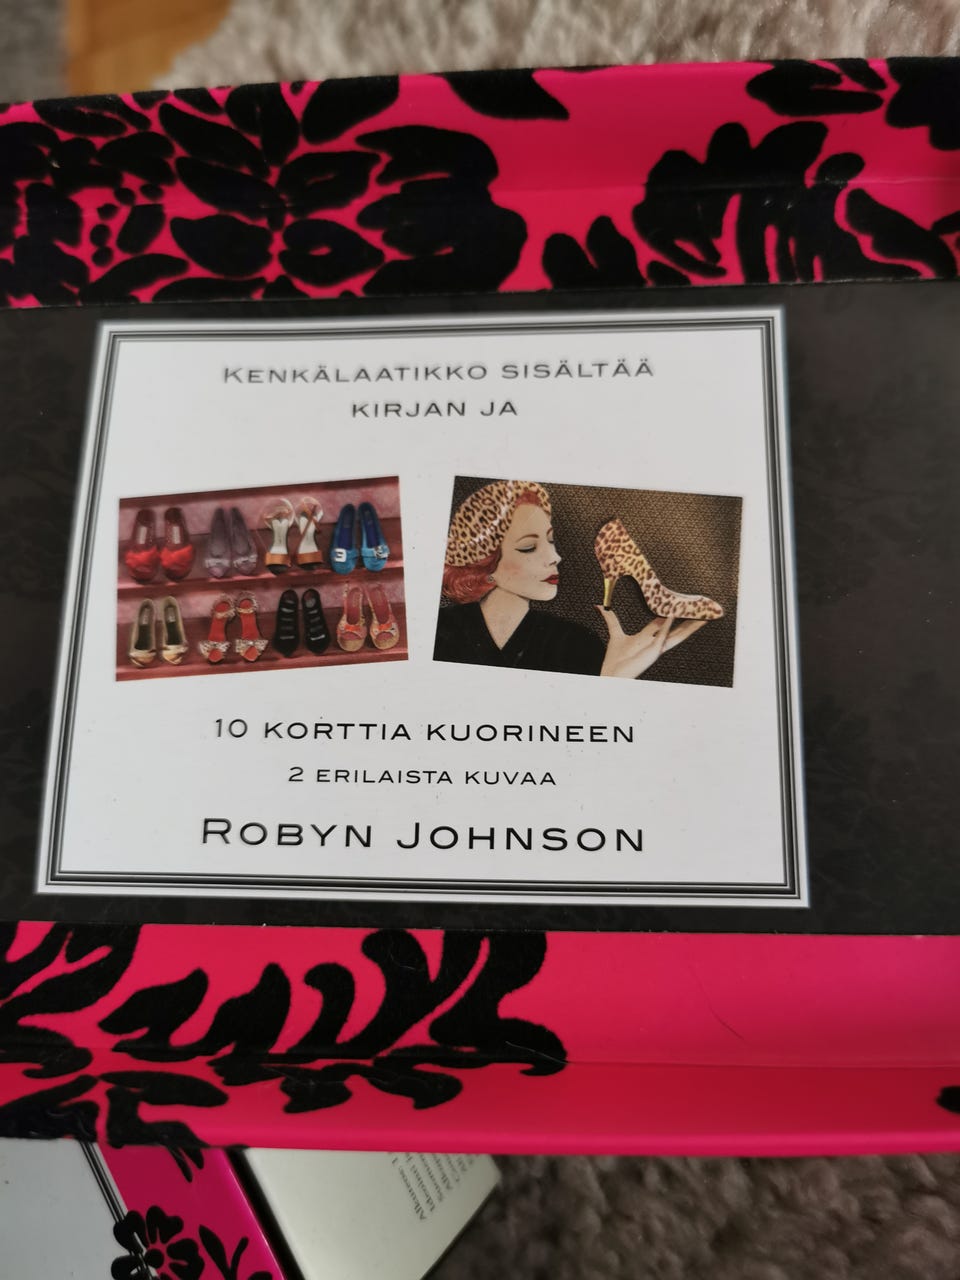 KENKÄLAATIKKO SISÄLTÄÄ
KIRJAN JA
10 KORTTIA KUORINEEN
2 ERILAISTA KUVAA
ROBYN JOHNSON